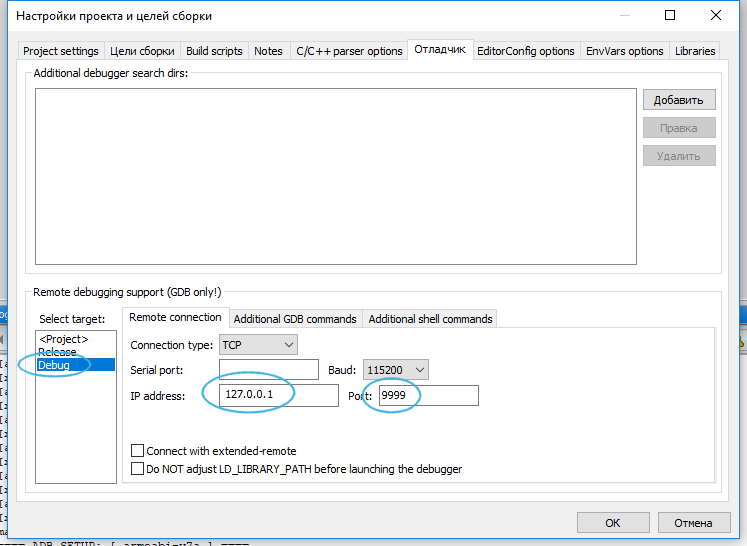 Настройки проекта и целей сборки
Project settings Цели сборки Build scripts Notes C/C++ parser options Отладчик EditorConfig options EnvVars options Libraries
Additional debugger search dirs:
Добавить
Правка
Удалить
Remote debugging support (GDB only!)
Select target:
<Project>
Release
Debug
Remote connection Additional GDB commands Additional shell commands
Connection type: TCP
Serial port: Baud: 115200
IP address: 127.0.0.1 Port: 9999
Connect with extended-remote
Do NOT adjust LD_LIBRARY_PATH before launching the debugger
OK Отмена